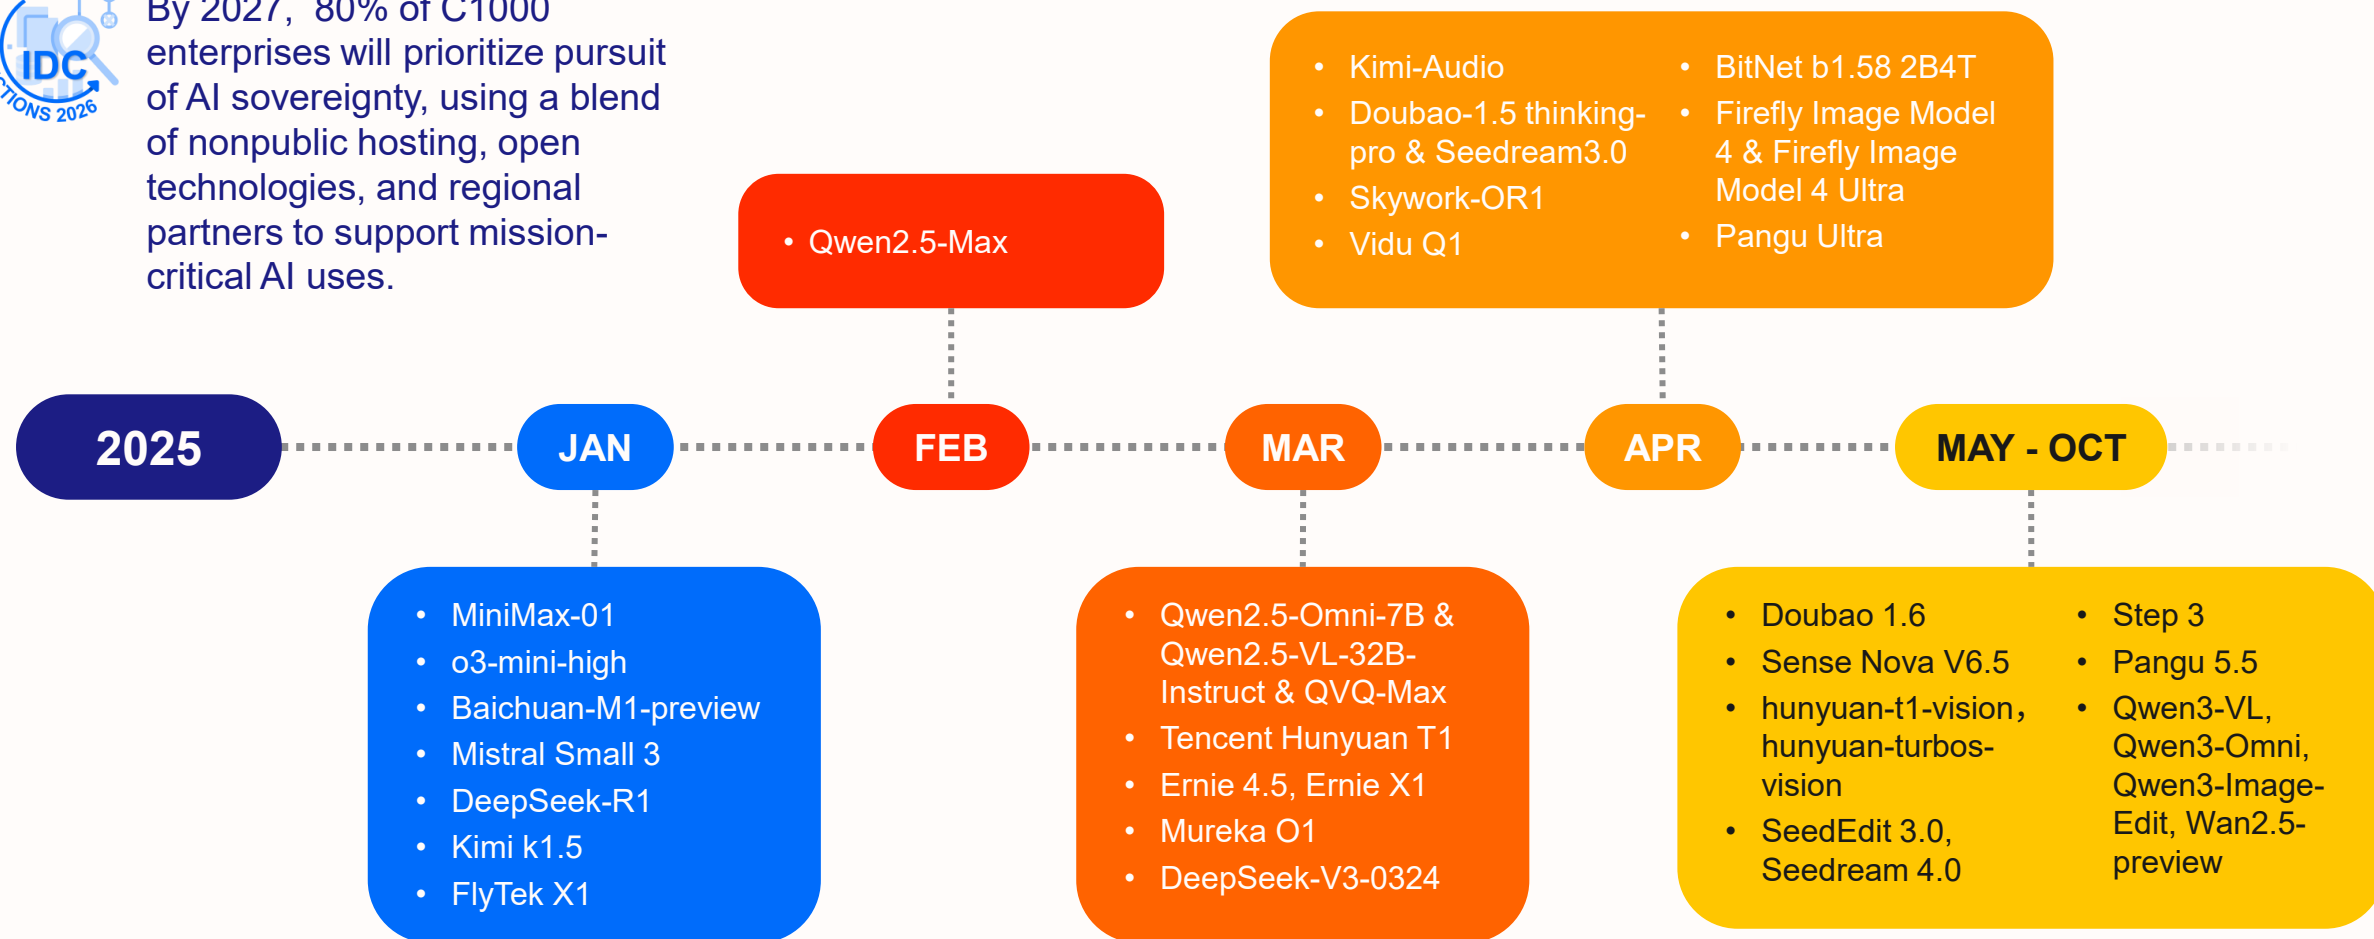 By 2027, 80% of C1000
enterprises will prioritize pursuit
of AI sovereignty, using a blend
of nonpublic hosting, open
technologies, and regional
partners to support mission-
critical AI uses.
IDC
2026
• Qwen2.5-Max
• Kimi-Audio
• Doubao-1.5 thinking-
pro & Seedream3.0
• Skywork-OR1
• Vidu Q1
• BitNet b1.58 2B4T
• Firefly Image Model
4 & Firefly Image
Model 4 Ultra
• Pangu Ultra
2025
JAN
FEB
MAR
APR
MAY - OCT
• MiniMax-01
• o3-mini-high
• Baichuan-M1-preview
• Mistral Small 3
• DeepSeek-R1
• Kimi k1.5
• FlyTek X1
• Qwen2.5-Omni-7B &
Qwen2.5-VL-32B-
Instruct & QVQ-Max
• Tencent Hunyuan T1
• Ernie 4.5, Ernie X1
• Mureka O1
• DeepSeek-V3-0324
• Doubao 1.6
• Sense Nova V6.5
• hunyuan-t1-vision，
hunyuan-turbos-
vision
• SeedEdit 3.0,
Seedream 4.0
• Step 3
• Pangu 5.5
• Qwen3-VL,
Qwen3-Omni,
Qwen3-Image-
Edit, Wan2.5-
preview